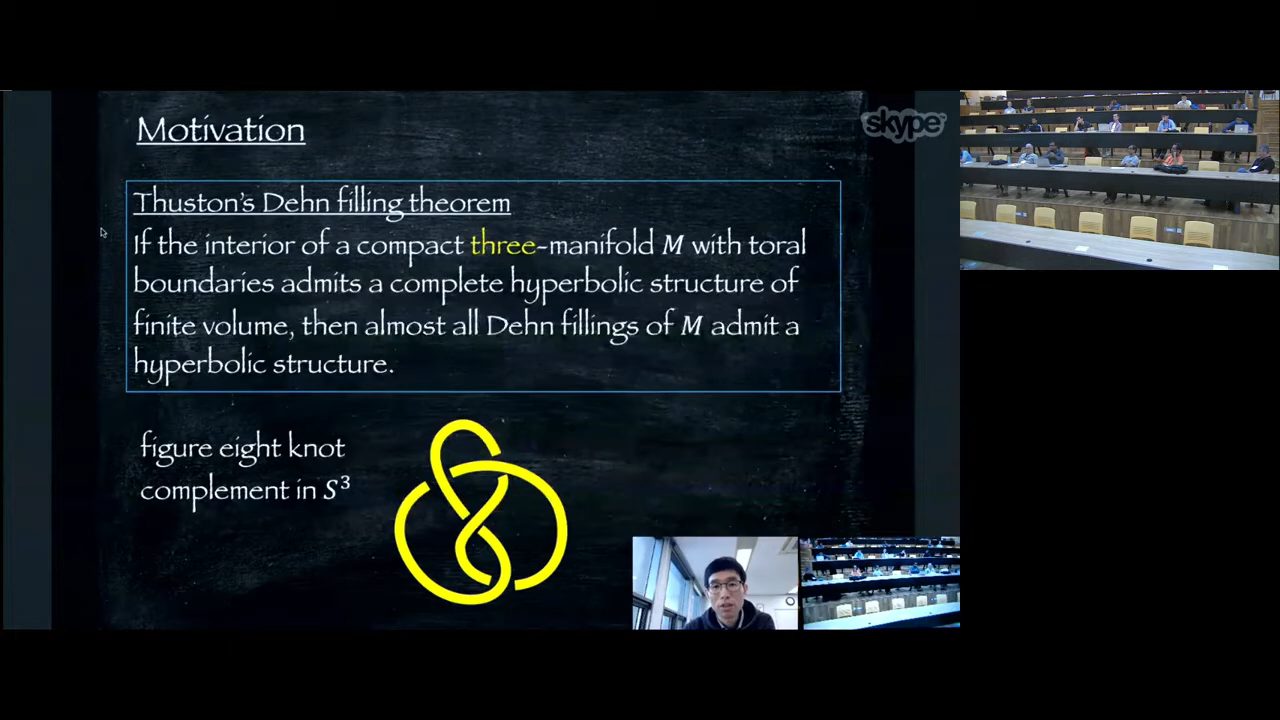 Motivation
skype
Thuston's Dehn filling theorem
If the interior of a compact three-manifold M with toral
boundaries admits a complete hyperbolic structure of
finite volume, then almost all Dehn fillings of M admit a
hyperbolic structure.
figure eight knot
complement in S³